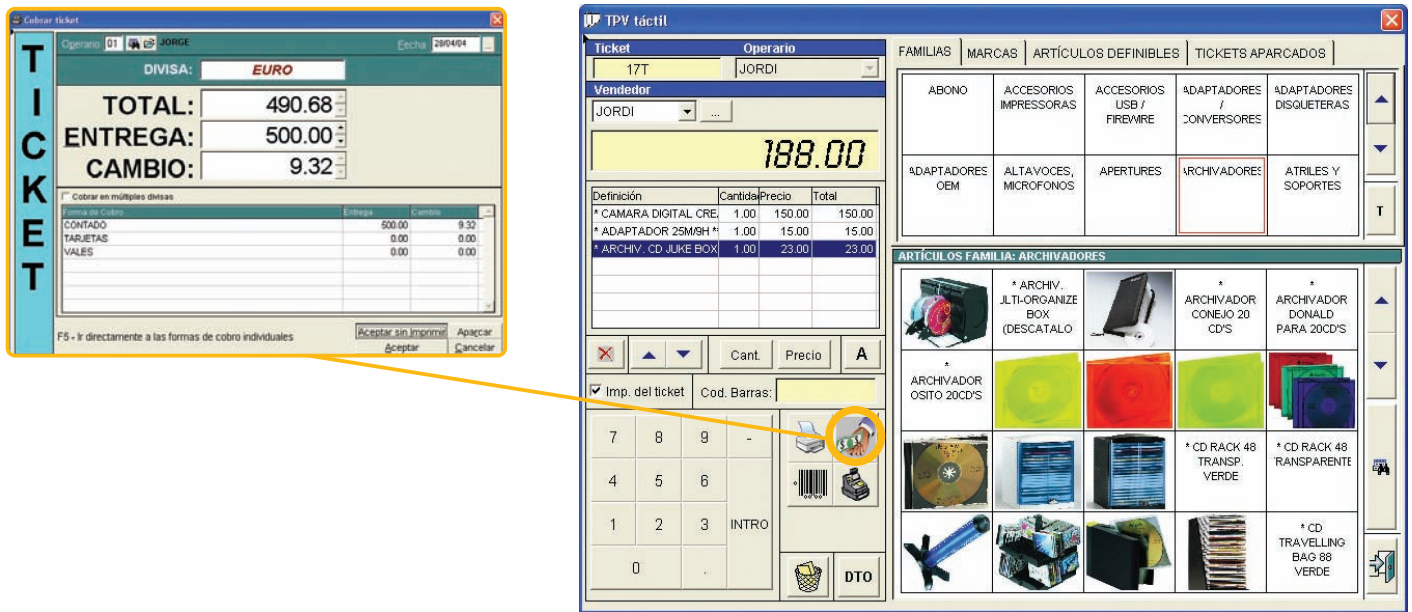 Cobrar ticket
TICKET
Operario 01 JORGE Fecha: 28/04/04 ...
DIVISA: EURO
TOTAL: 490.68
ENTREGA: 500.00
CAMBIO: 9.32
Cobrar en múltiples divisas
Forma de Cobro Entrega Cambio
CONTADO 500.00 9.32
TARJETAS 0.00 0.00
VALES 0.00 0.00
F5 - Ir directamente a las formas de cobro individuales
Aceptar sin Imprimir Aparcar
Aceptar Cancelar
TPV táctil
Ticket Operario
17T JORDI
Vendedor
JORDI ...
188.00
Definición Cantida Precio Total
* CAMARA DIGITAL CRE. 1.00 150.00 150.00
* ADAPTADOR 25M/9H * 1.00 15.00 15.00
* ARCHIV. CD JUKE BOX 1.00 23.00 23.00
Cant. Precio A
Imp. del ticket Cod. Barras:
7 8 9 -
4 5 6
1 2 3 INTRO
0 .
DTO
FAMILIAS MARCAS ARTÍCULOS DEFINIBLES TICKETS APARCADOS
ABONO
ACCESORIOS
IMPRESSORAS
ACCESORIOS
USB /
FIREWIRE
ADAPTADORES
/
CONVERSORES
ADAPTADORES
DISQUETERAS
ADAPTADORES
OEM
ALTAVOCES,
MICROFONOS
APERTURES
ARCHIVADORES
ATRILES Y
SOPORTES
T
ARTÍCULOS FAMILIA: ARCHIVADORES
* ARCHIV.
JLTI-ORGANIZE
BOX
(DESCATALO
*
ARCHIVADOR
CONEJO 20
CD'S
*
ARCHIVADOR
DONALD
PARA 20CD'S
*
ARCHIVADOR
OSITO 20CD'S
* CD RACK 48
TRANSP.
VERDE
* CD RACK 48
RANSPARENTE
* CD
TRAVELLING
BAG 88
VERDE